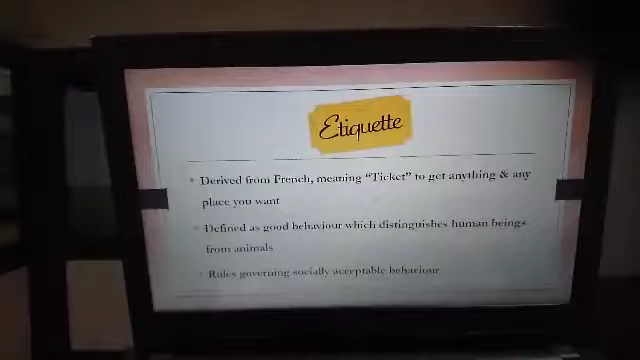 Etiquette
Derived from French, meaning “Ticket” to get anything & any
place you want
Defined as good behaviour which distinguishes human beings
from animals
Rules governing socially acceptable behaviour